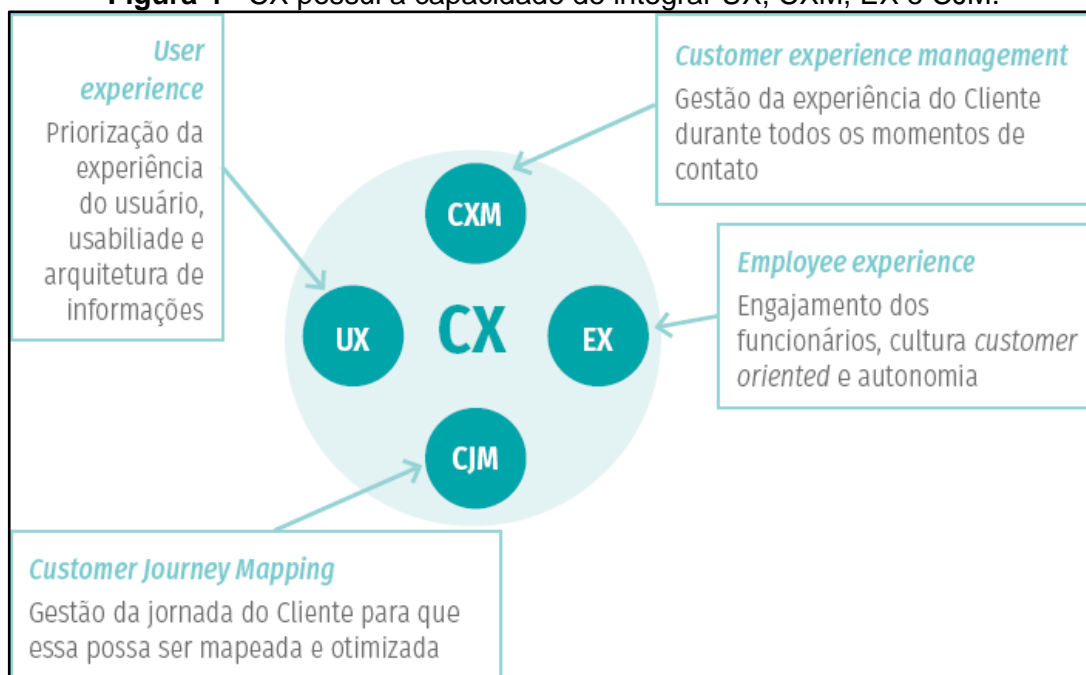 Figura 1 - CX possui a capacidade de integrar UX, CXM, EX e CJM.
User
experience
Priorização da
experiência
do usuário,
usabiliade e
arquitetura de
informações
Customer experience management
Gestão da experiência do Cliente
durante todos os momentos de
contato
CXM
UX
CX
EX
CJM
Employee experience
Engajamento dos
funcionários, cultura customer
oriented e autonomia
Customer Journey Mapping
Gestão da jornada do Cliente para que
essa possa ser mapeada e otimizada